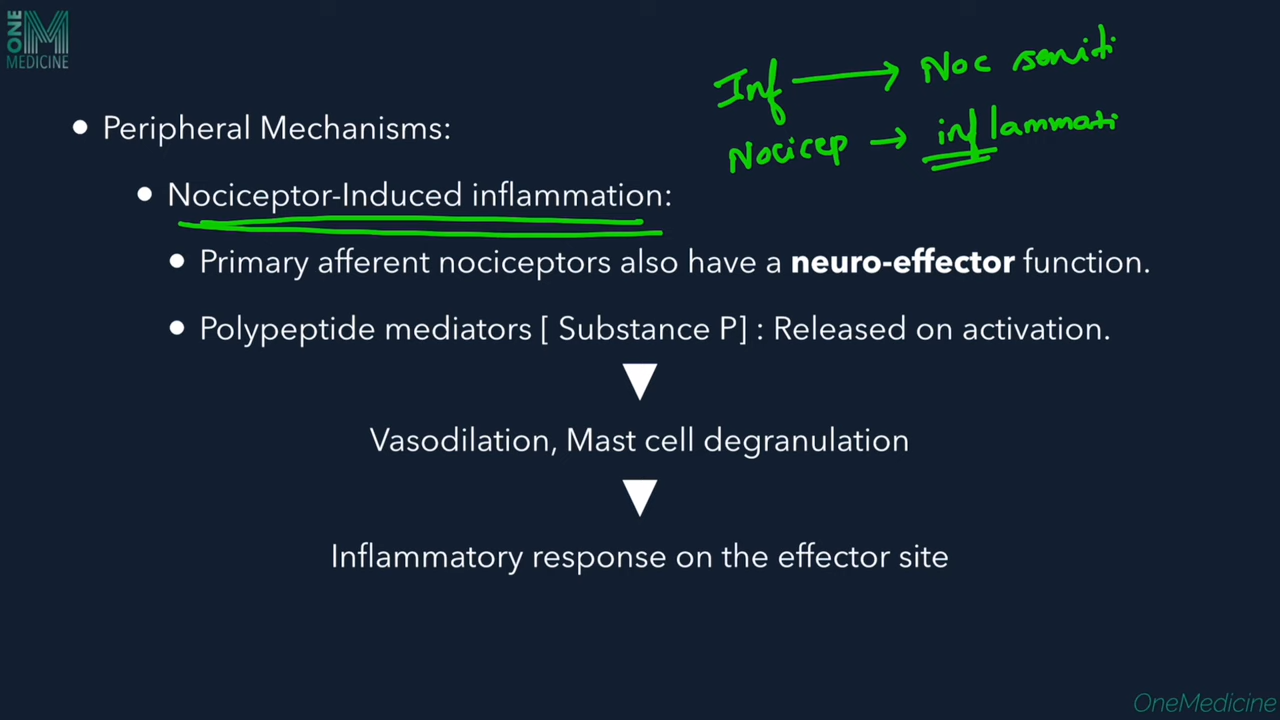 ONE
M
MEDICINE
Inf → Noc sensiti
Nocicep → inflammati
• Peripheral Mechanisms:
• Nociceptor-Induced inflammation:
• Primary afferent nociceptors also have a neuro-effector function.
• Polypeptide mediators [ Substance P] : Released on activation.
Vasodilation, Mast cell degranulation
Inflammatory response on the effector site
OneMedicine